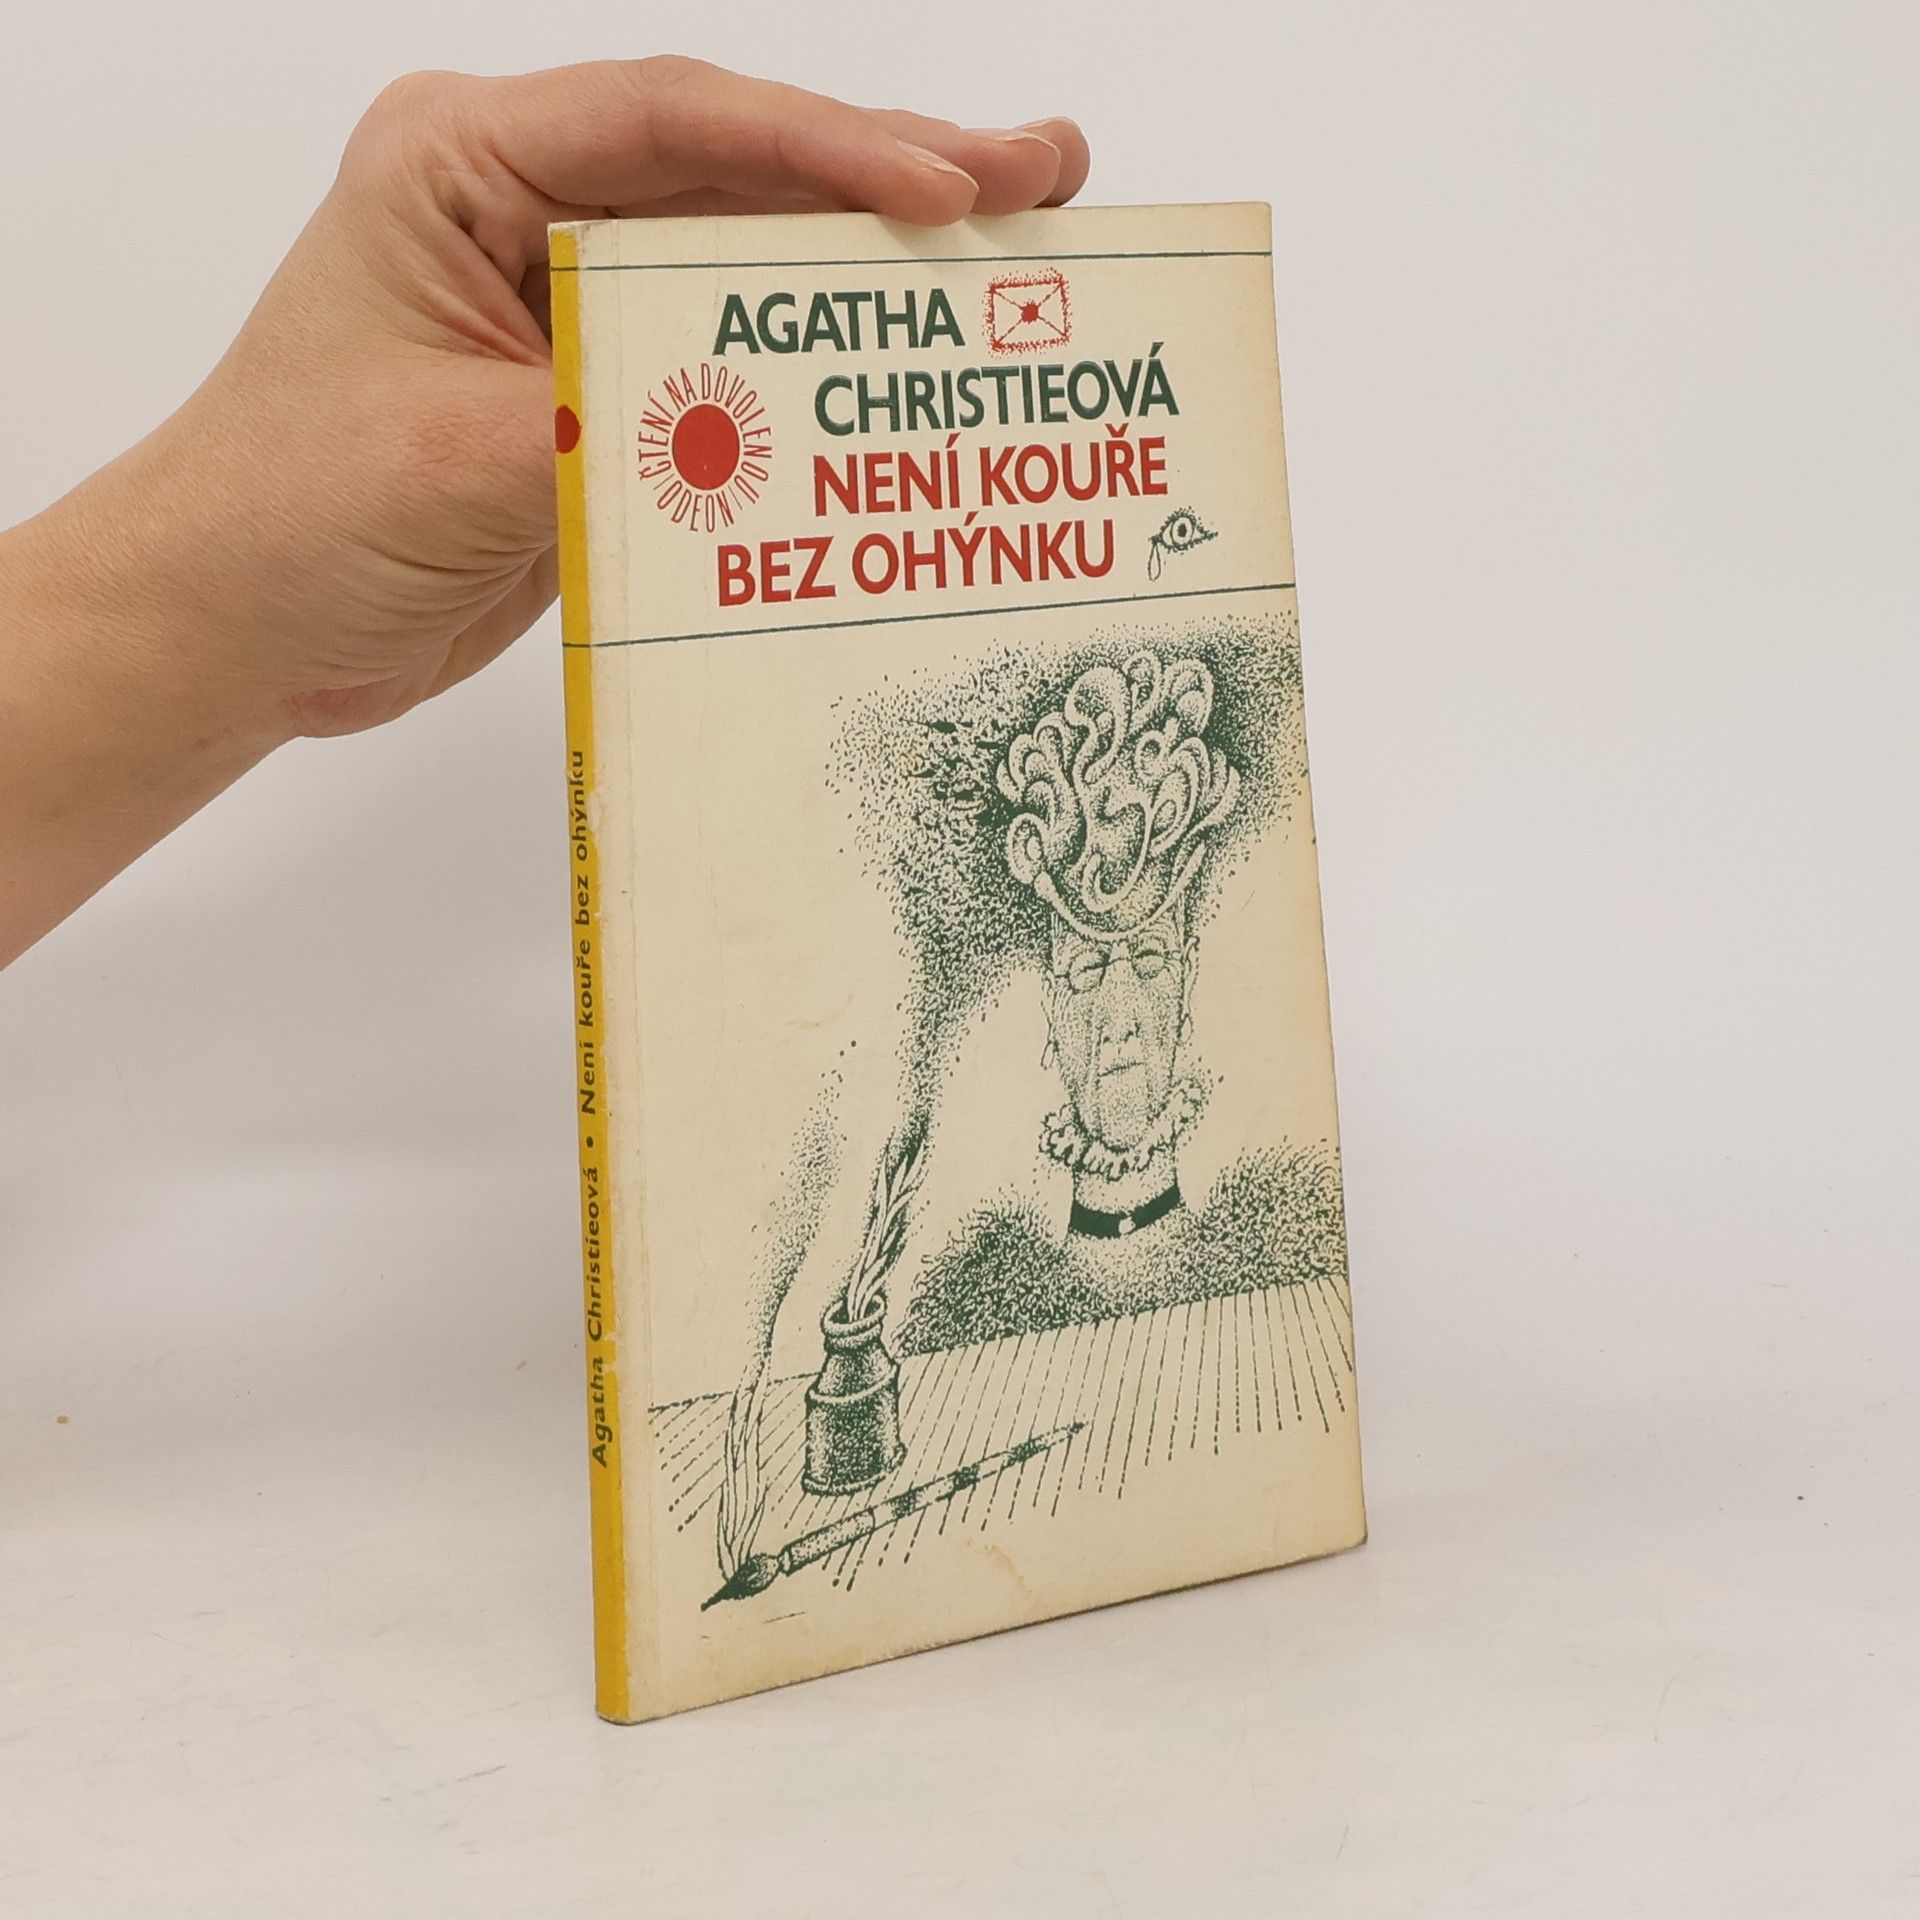 AGATHA
CHRISTIEOVÁ
NENÍ KOUŘE
BEZ OHÝNKU
ČTENÍ NA DOVOLENOU
ODEON
Agatha Christieová • Není kouře bez ohýnku